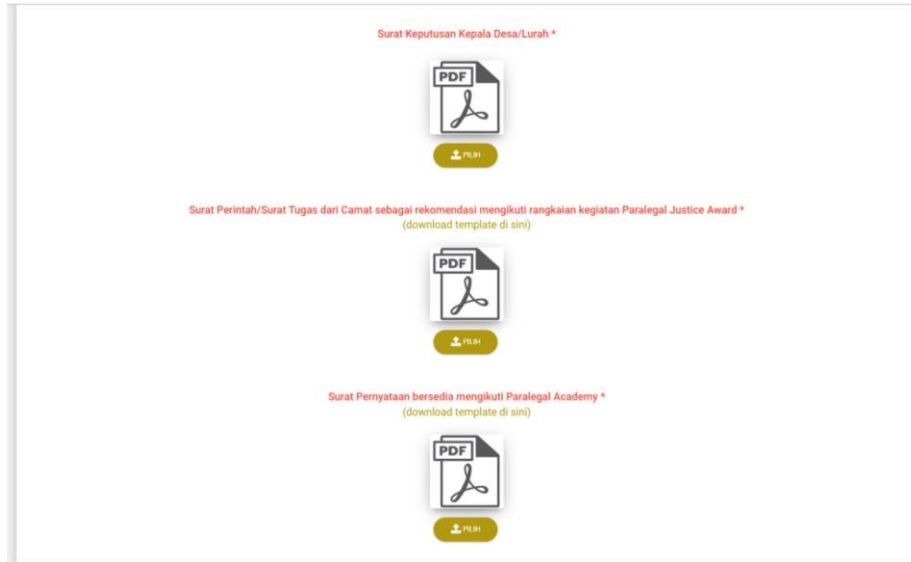 Surat Keputusan Kepala Desa/Lurah *
PDF
PILIH
Surat Perintah/Surat Tugas dari Camat sebagai rekomendasi mengikuti rangkaian kegiatan Paralegal Justice Award *
(download template di sini)
PDF
PILIH
Surat Pernyataan bersedia mengikuti Paralegal Academy *
(download template di sini)
PDF
PILIH